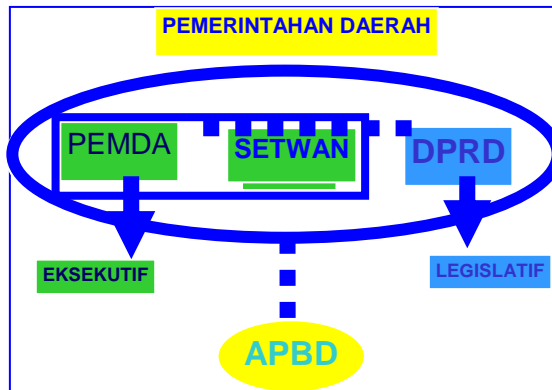 PEMERINTAHAN DAERAH
PEMDA
SETWAN
DPRD
EKSEKUTIF
LEGISLATIF
APBD